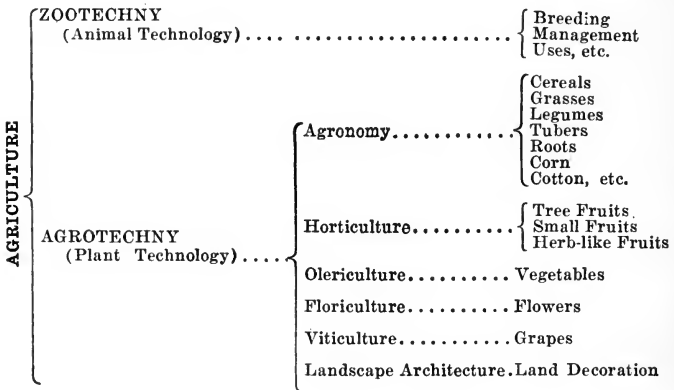 AGRICULTURE
ZOOTECHNY
(Animal Technology)
Breeding
Management
Uses, etc.
AGROTECHNY
(Plant Technology)
Agronomy
Cereals
Grasses
Legumes
Tubers
Roots
Corn
Cotton, etc.
Horticulture
Tree Fruits
Small Fruits
Herb-like Fruits
Olericulture.......... Vegetables
Floriculture.......... Flowers
Viticulture........... Grapes
Landscape Architecture.Land Decoration